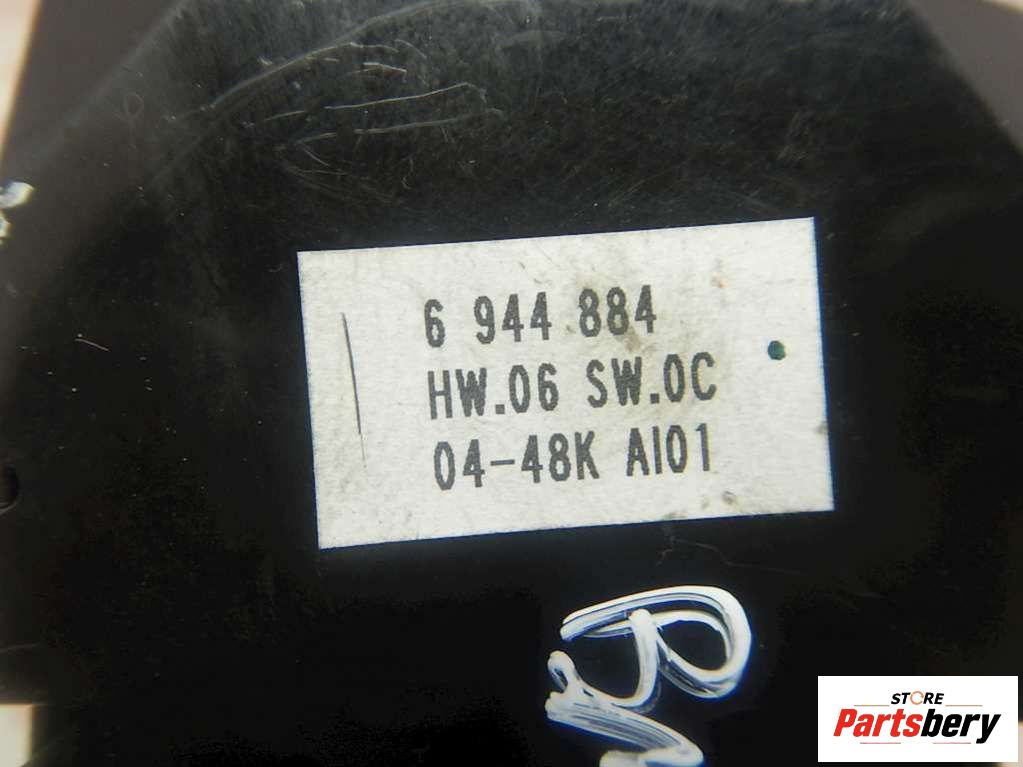 6 944 884
HW.06 SW.0C
04-48K AI01
STORE
Partsbery